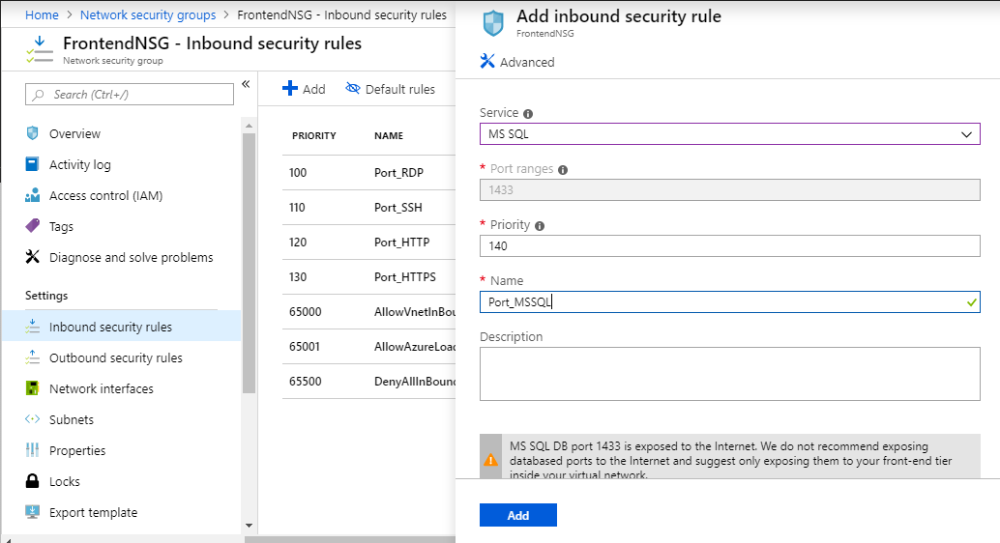 Home > Network security groups > FrontendNSG - Inbound security rules
FrontendNSG - Inbound security rules
Network security group
Search (Ctrl+/)
Overview
Activity log
Access control (IAM)
Tags
Diagnose and solve problems
Settings
Inbound security rules
Outbound security rules
Network interfaces
Subnets
Properties
Locks
Export template
Add
Default rules
PRIORITY NAME
100 Port_RDP
110 Port_SSH
120 Port_HTTP
130 Port_HTTPS
65000 AllowVnetInBou
65001 AllowAzureLoad
65500 DenyAllInBound
Add inbound security rule
FrontendNSG
Advanced
Service
MS SQL
* Port ranges
1433
* Priority
140
* Name
Port_MSSQL
Description
MS SQL DB port 1433 is exposed to the Internet. We do not recommend exposing
databased ports to the Internet and suggest only exposing them to your front-end tier
inside your virtual network.
Add